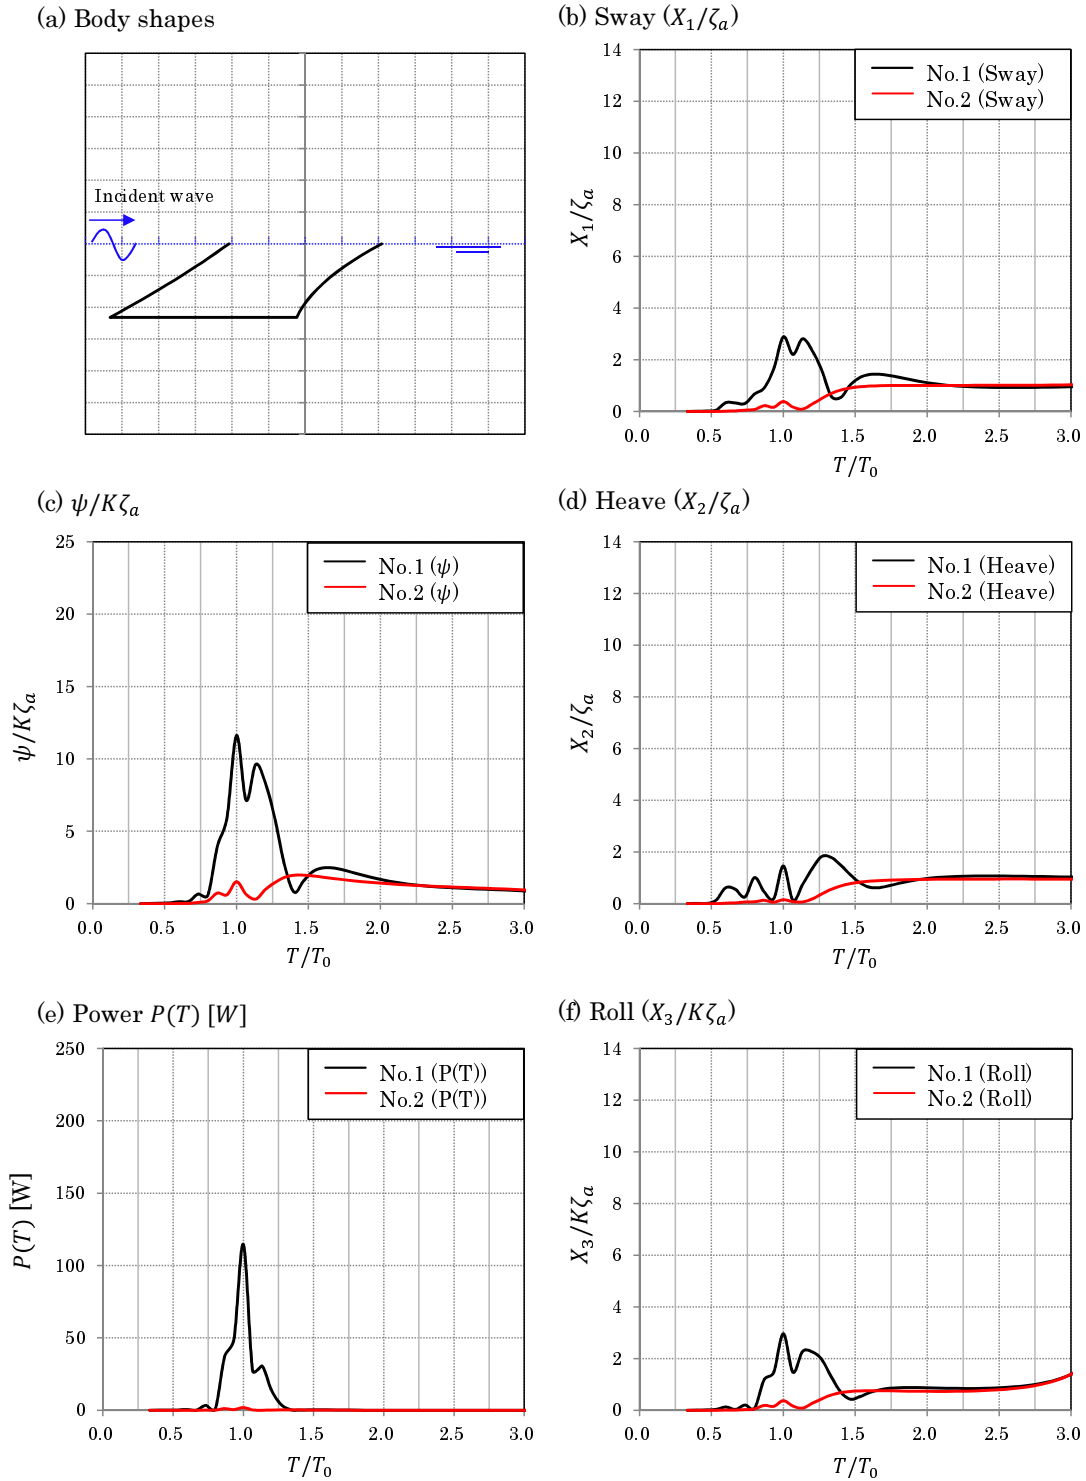 (a) Body shapes
Incident wave
(b) Sway (𝑋₁/𝜁ₐ)
14
12
10
8
6
4
2
0
𝑋₁/𝜁ₐ
No.1 (Sway)
No.2 (Sway)
0.0 0.5 1.0 1.5 2.0 2.5 3.0
𝑇/𝑇₀
(c) 𝜓/𝐾𝜁ₐ
25
20
15
10
5
0
𝜓/𝐾𝜁ₐ
No.1 (𝜓)
No.2 (𝜓)
0.0 0.5 1.0 1.5 2.0 2.5 3.0
𝑇/𝑇₀
(d) Heave (𝑋₂/𝜁ₐ)
14
12
10
8
6
4
2
0
𝑋₂/𝜁ₐ
No.1 (Heave)
No.2 (Heave)
0.0 0.5 1.0 1.5 2.0 2.5 3.0
𝑇/𝑇₀
(e) Power 𝑃(𝑇) [𝑊]
250
200
150
100
50
0
𝑃(𝑇) [W]
No.1 (P(T))
No.2 (P(T))
0.0 0.5 1.0 1.5 2.0 2.5 3.0
𝑇/𝑇₀
(f) Roll (𝑋₃/𝐾𝜁ₐ)
14
12
10
8
6
4
2
0
𝑋₃/𝐾𝜁ₐ
No.1 (Roll)
No.2 (Roll)
0.0 0.5 1.0 1.5 2.0 2.5 3.0
𝑇/𝑇₀